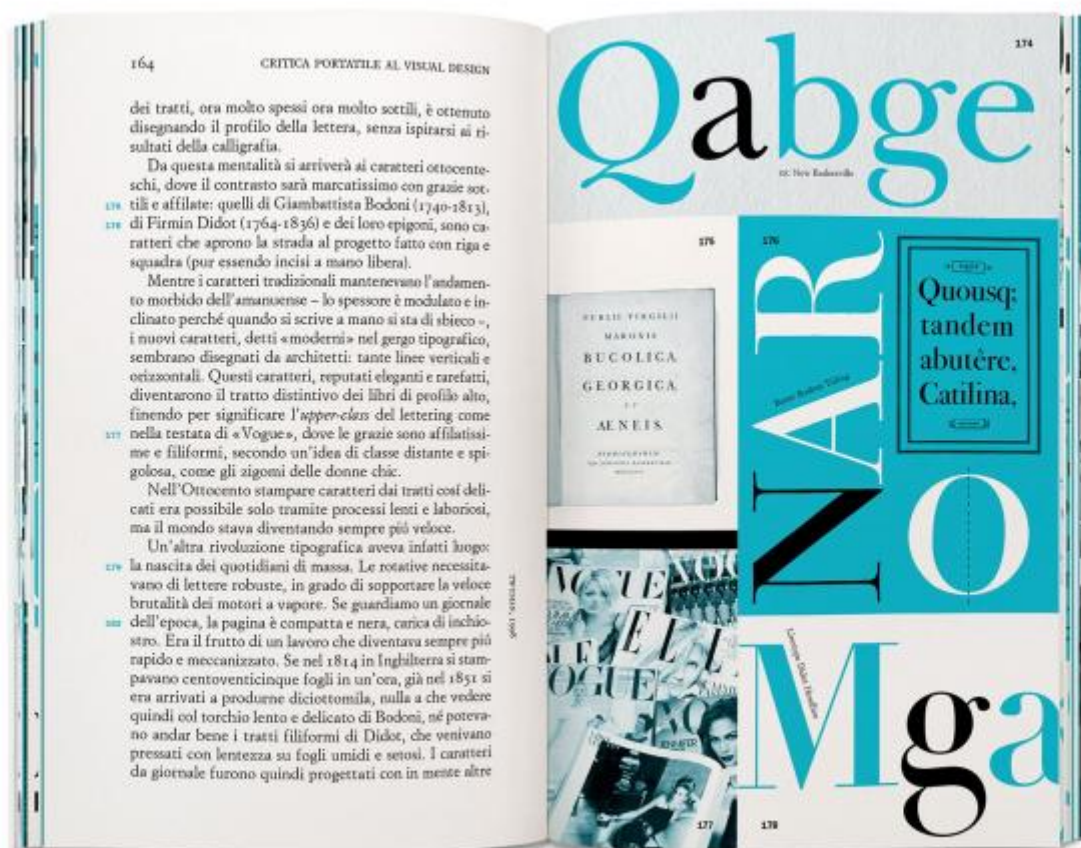 164
CRITICA PORTATILE AL VISUAL DESIGN
dei tratti, ora molto spessi ora molto sottili, è ottenuto
disegnando il profilo della lettera, senza ispirarsi ai ri-
sultati della calligrafia.
Da questa mentalità si arriverà ai caratteri ottocente-
schi, dove il contrasto sarà marcatissimo con grazie sot-
tili e affilate: quelli di Giambattista Bodoni (1740-1813),
di Firmin Didot (1764-1836) e dei loro epigoni, sono ca-
ratteri che aprono la strada al progetto fatto con riga e
squadra (pur essendo incisi a mano libera).
Mentre i caratteri tradizionali mantenevano l'andamen-
to morbido dell'amanuense – lo spessore è modulato e in-
clinato perché quando si scrive a mano si sta di sbieco –,
i nuovi caratteri, detti «moderni» nel gergo tipografico,
sembrano disegnati da architetti: tante linee verticali e
orizzontali. Questi caratteri, reputati eleganti e rarefatti,
diventarono il tratto distintivo dei libri di profilo alto,
finendo per significare l'upper-class del lettering come
177 nella testata di «Vogue», dove le grazie sono affilatissi-
me e filiformi, secondo un'idea di classe distante e spi-
golosa, come gli zigomi delle donne chic.
Nell'Ottocento stampare caratteri dai tratti cosí deli-
cati era possibile solo tramite processi lenti e laboriosi,
ma il mondo stava diventando sempre piú veloce.
Un'altra rivoluzione tipografica aveva infatti luogo:
la nascita dei quotidiani di massa. Le rotative necessita-
vano di lettere robuste, in grado di sopportare la veloce
brutalità dei motori a vapore. Se guardiamo un giornale
dell'epoca, la pagina è compatta e nera, carica di inchio-
stro. Era il frutto di un lavoro che diventava sempre piú
rapido e meccanizzato. Se nel 1814 in Inghilterra si stam-
pavano centoventicinque fogli in un'ora, già nel 1851 si
era arrivati a produrne diciottomila, nulla a che vedere
quindi col torchio lento e delicato di Bodoni, né poteva-
no andar bene i tratti filiformi di Didot, che venivano
pressati con lentezza su fogli umidi e setosi. I caratteri
da giornale furono quindi progettati con in mente altre
174
Qabge
New Baskerville
175
PUBLII VIRGILII
MARONIS
BUCOLICA
GEORGICA
ET
AENEIS.
176
NAR
Quousq;
tandem
abutêre,
Catilina,
O
VOGUE
ELLE
VOGUE
177
Mga
178